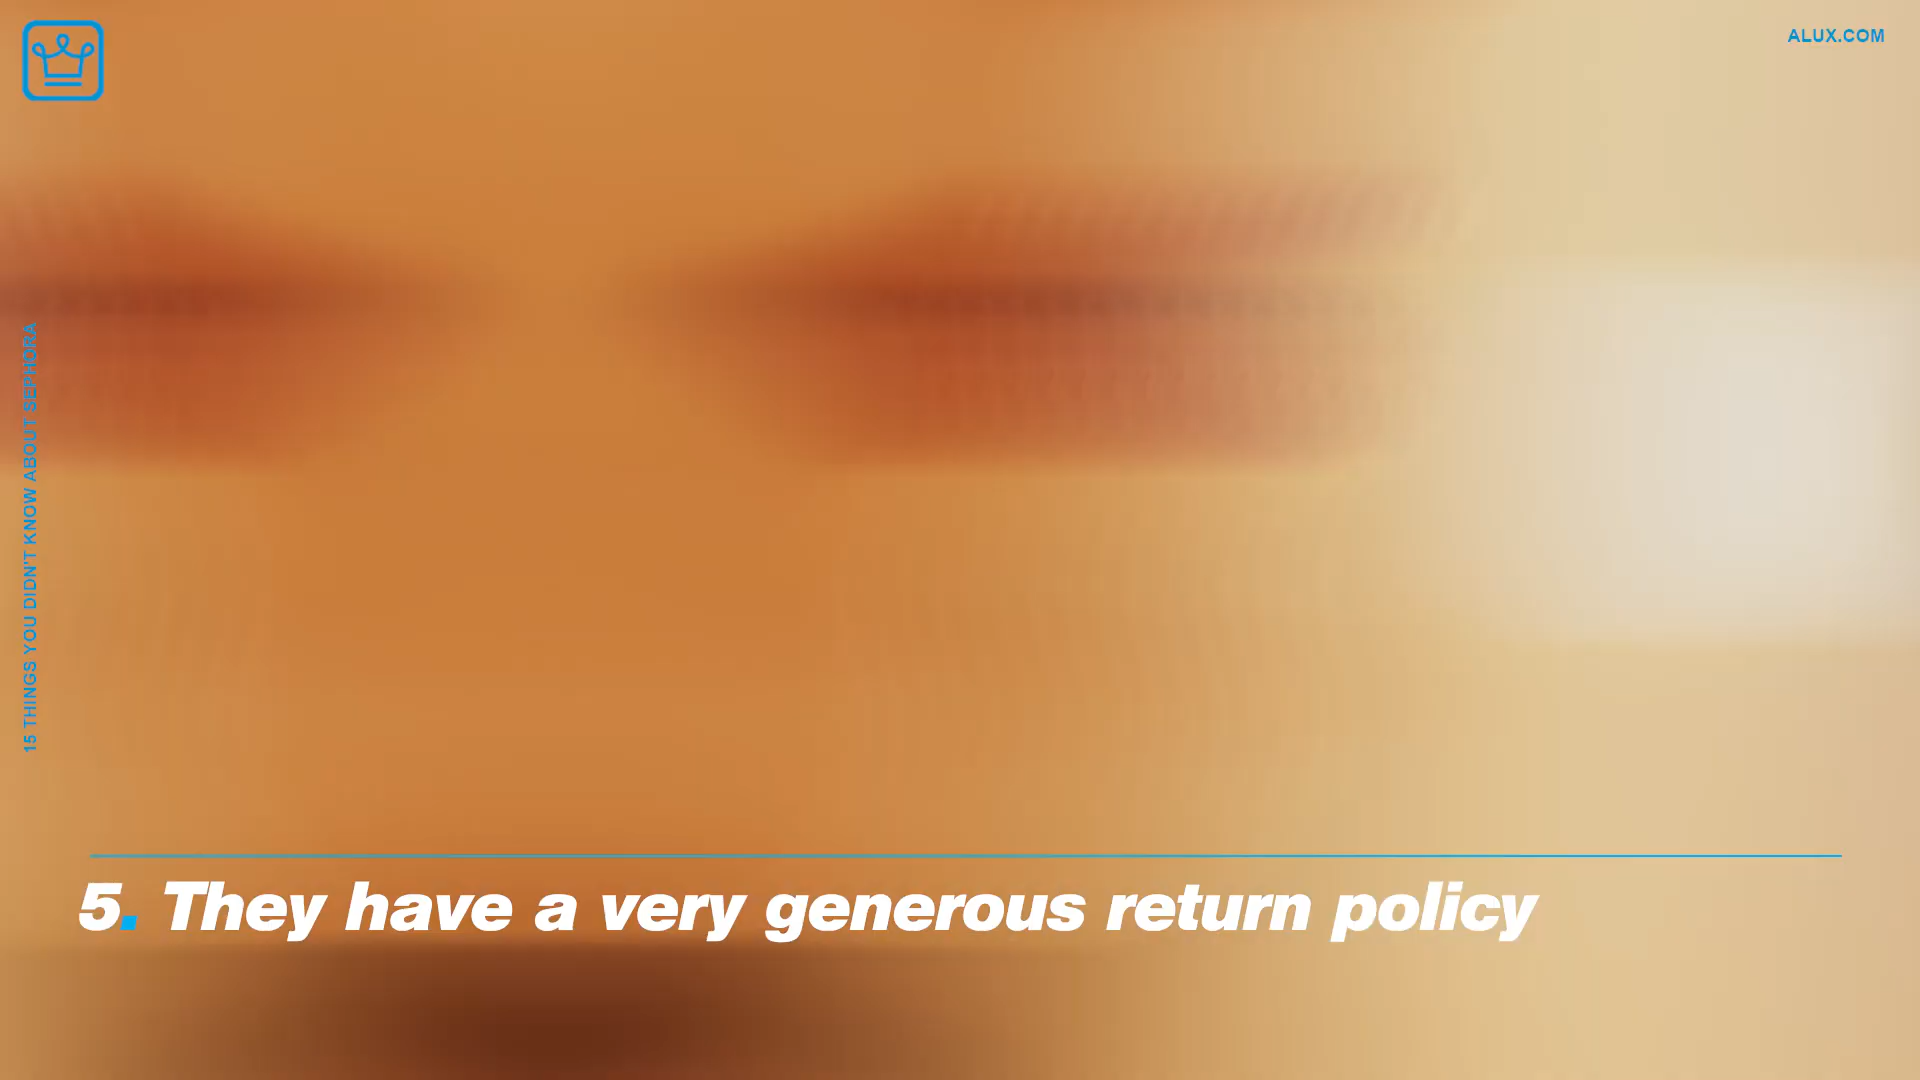 ALUX.COM
15 THINGS YOU DIDN'T KNOW ABOUT SEPHORA
5. They have a very generous return policy